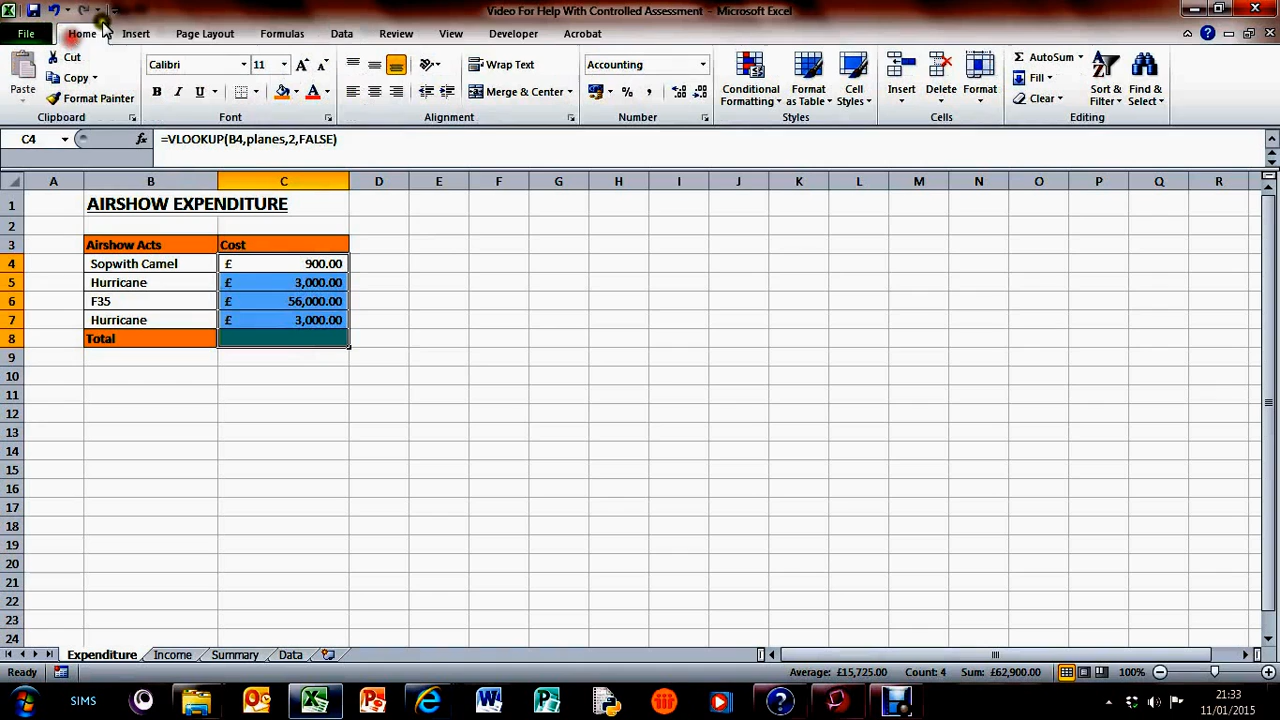 Video For Help With Controlled Assessment - Microsoft Excel
File Home Insert Page Layout Formulas Data Review View Developer Acrobat
Paste Cut Copy Format Painter
Calibri 11
B I U
Wrap Text
Merge & Center
Accounting
%
Conditional Formatting
Format as Table
Cell Styles
Insert Delete Format
AutoSum
Fill
Clear
Sort & Filter
Find & Select
Clipboard Font Alignment Number Styles Cells Editing
C4 fx =VLOOKUP(B4,planes,2,FALSE)
A B C D E F G H I J K L M N O P Q R
1 AIRSHOW EXPENDITURE
2
3 Airshow Acts Cost
4 Sopwith Camel £ 900.00
5 Hurricane £ 3,000.00
6 F35 £ 56,000.00
7 Hurricane £ 3,000.00
8 Total
9
10
11
12
13
14
15
16
17
18
19
20
21
22
23
24
Expenditure Income Summary Data
Ready Average: £15,725.00 Count: 4 Sum: £62,900.00 100%
SIMS
21:33
11/01/2015